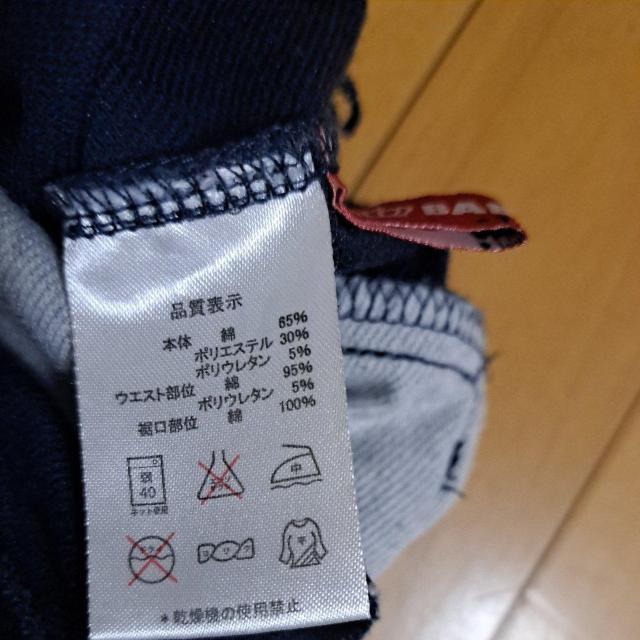 BA
品質表示
本体 綿 65%
ポリエステル 30%
ポリウレタン 5%
ウエスト部位 綿 95%
ポリウレタン 5%
裾口部位 綿 100%
弱
40
ネット使用
中
＊乾燥機の使用禁止